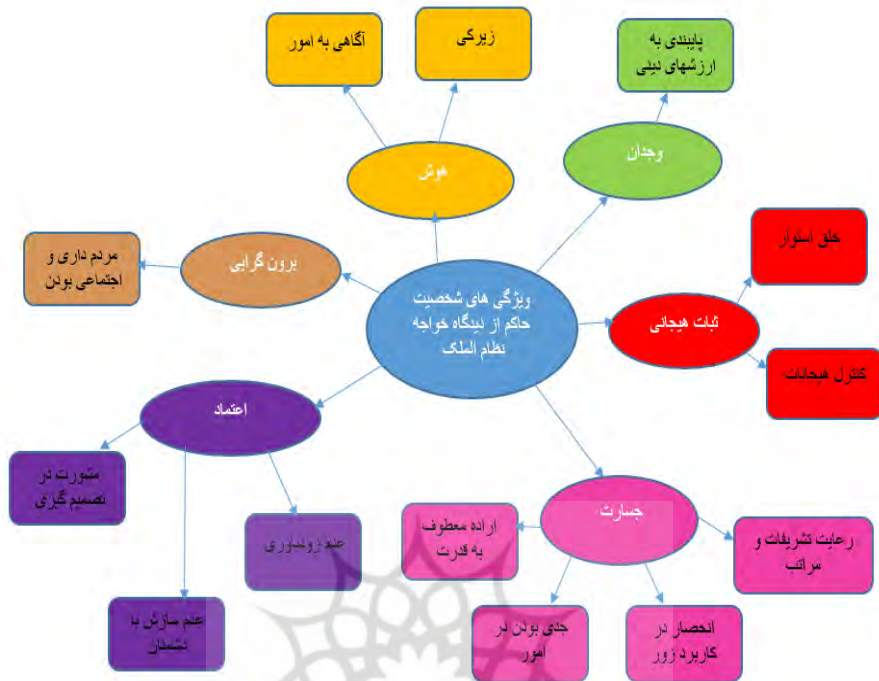 آگاهی به امور
زیرکی
پایبندی به
ارزشهای دینی
هوش
وجدان
مردم داری و
اجتماعی بودن
برون گرایی
ویژگی های شخصیت
حاکم از دیدگاه خواجه
نظام الملک
خلق استوار
ثبات هیجانی
کنترل هیجانات
اعتماد
مشورت در
تصمیم گیری
عدم زودباوری
عدم سازش با
دشمنان
جسارت
اراده معطوف
به قدرت
رعایت تشریفات و
مراتب
جدی بودن در
امور
انحصار در
کاربرد زور